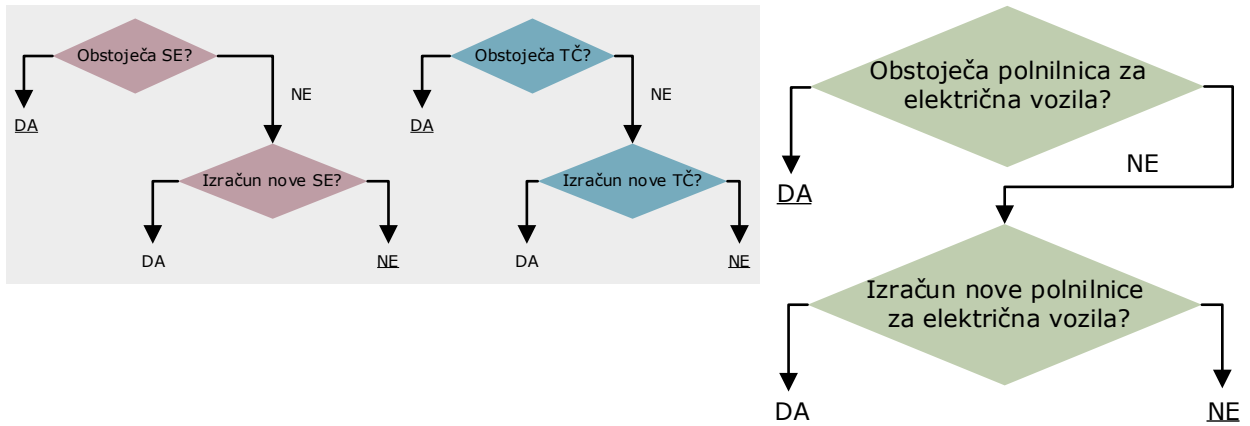 Obstoječa SE?
NE
DA
Izračun nove SE?
DA
NE
Obstoječa TČ?
NE
DA
Izračun nove TČ?
DA
NE
Obstoječa polnilnica za
električna vozila?
NE
DA
Izračun nove polnilnice
za električna vozila?
DA
NE